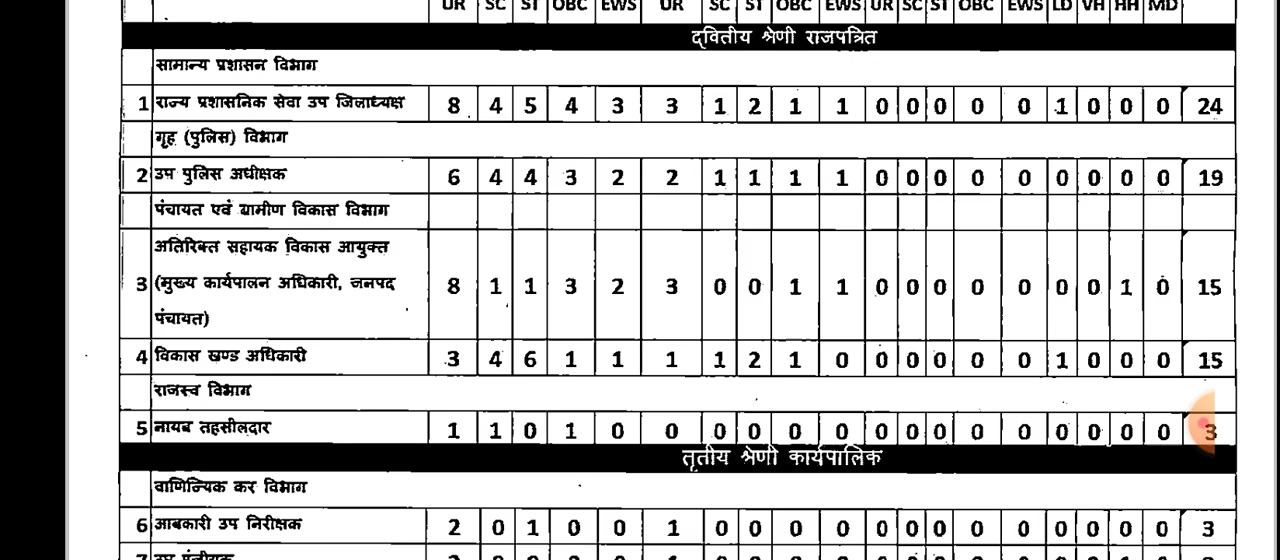 UR SC ST OBC EWS UR SC ST OBC EWS UR SC ST OBC EWS LD VH HH MD
द्वितीय श्रेणी राजपत्रित
सामान्य प्रशासन विभाग
1 राज्य प्रशासनिक सेवा उप जिलाध्यक्ष 8 4 5 4 3 3 1 2 1 1 0 0 0 0 0 1 0 0 0 24
गृह (पुलिस) विभाग
2 उप पुलिस अधीक्षक 6 4 4 3 2 2 1 1 1 1 0 0 0 0 0 0 0 0 0 19
पंचायत एवं ग्रामीण विकास विभाग
अतिरिक्त सहायक विकास आयुक्त
3 (मुख्य कार्यपालन अधिकारी, जनपद 8 1 1 3 2 3 0 0 1 1 0 0 0 0 0 0 0 1 0 15
पंचायत)
4 विकास खण्ड अधिकारी 3 4 6 1 1 1 1 2 1 0 0 0 0 0 0 1 0 0 0 15
राजस्व विभाग
5 नायब तहसीलदार 1 1 0 1 0 0 0 0 0 0 0 0 0 0 0 0 0 0 0 3
तृतीय श्रेणी कार्यपालिक
वाणिज्यिक कर विभाग
6 आबकारी उप निरीक्षक 2 0 1 0 0 1 0 0 0 0 0 0 0 0 0 0 0 0 0 3